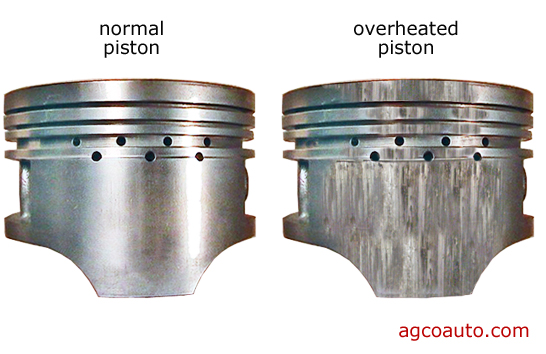 normal
piston
overheated
piston
agcoauto.com